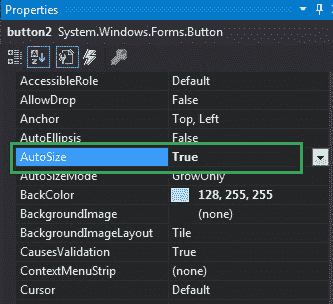 Properties
button2 System.Windows.Forms.Button
AccessibleRole Default
AllowDrop False
Anchor Top, Left
AutoEllipsis False
AutoSize True
AutoSizeMode GrowOnly
BackColor 128, 255, 255
BackgroundImage (none)
BackgroundImageLayout Tile
CausesValidation True
ContextMenuStrip (none)
Cursor Default